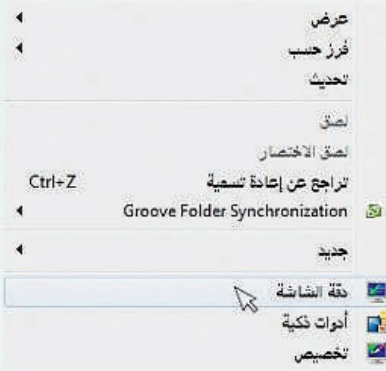 عرض
فرز حسب
تحديث
لصق
لصق الاختصار
تراجع عن إعادة تسمية Ctrl+Z
Groove Folder Synchronization
جديد
دقة الشاشة
أدوات ذكية
تخصيص